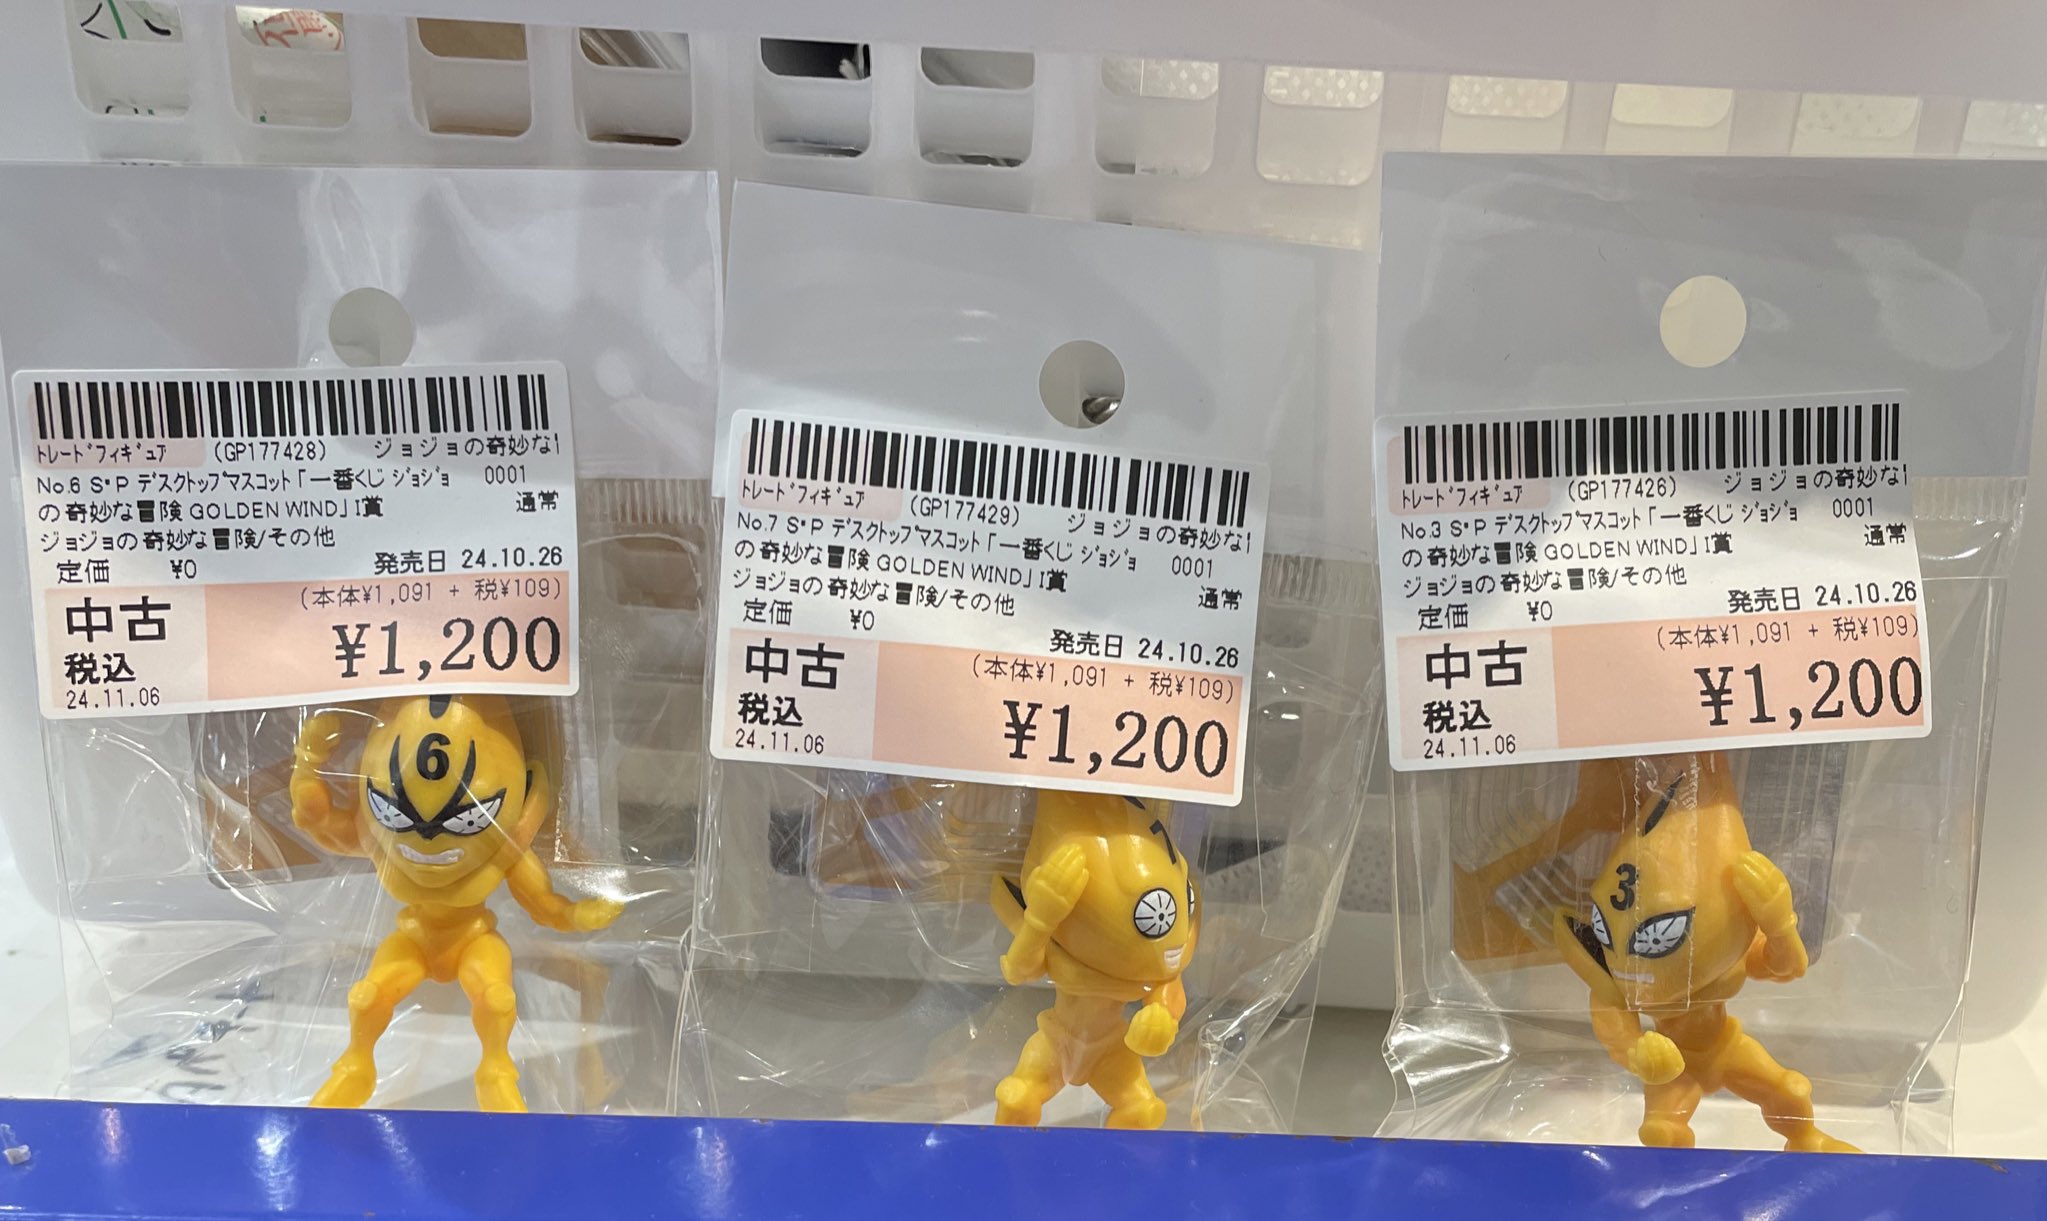 トレードフィギュア (GP177428) ジョジョの奇妙な
No.6 S・P デスクトップマスコット「一番くじ ジョジョ 0001
の奇妙な冒険 GOLDEN WIND」 I賞 通常
ジョジョの奇妙な冒険/その他
定価 ¥0 発売日 24.10.26
(本体¥1,091 + 税¥109)
中古
¥1,200
税込
24.11.06
6
トレードフィギュア (GP177429) ジョジョの奇妙な
No.7 S・P デスクトップマスコット「一番くじ ジョジョ 0001
の奇妙な冒険 GOLDEN WIND」 I賞 通常
ジョジョの奇妙な冒険/その他
定価 ¥0 発売日 24.10.26
(本体¥1,091 + 税¥109)
中古
¥1,200
税込
24.11.06
7
トレードフィギュア (GP177426) ジョジョの奇妙な
No.3 S・P デスクトップマスコット「一番くじ ジョジョ 0001
の奇妙な冒険 GOLDEN WIND」 I賞 通常
ジョジョの奇妙な冒険/その他
定価 ¥0 発売日 24.10.26
(本体¥1,091 + 税¥109)
中古
¥1,200
税込
24.11.06
3